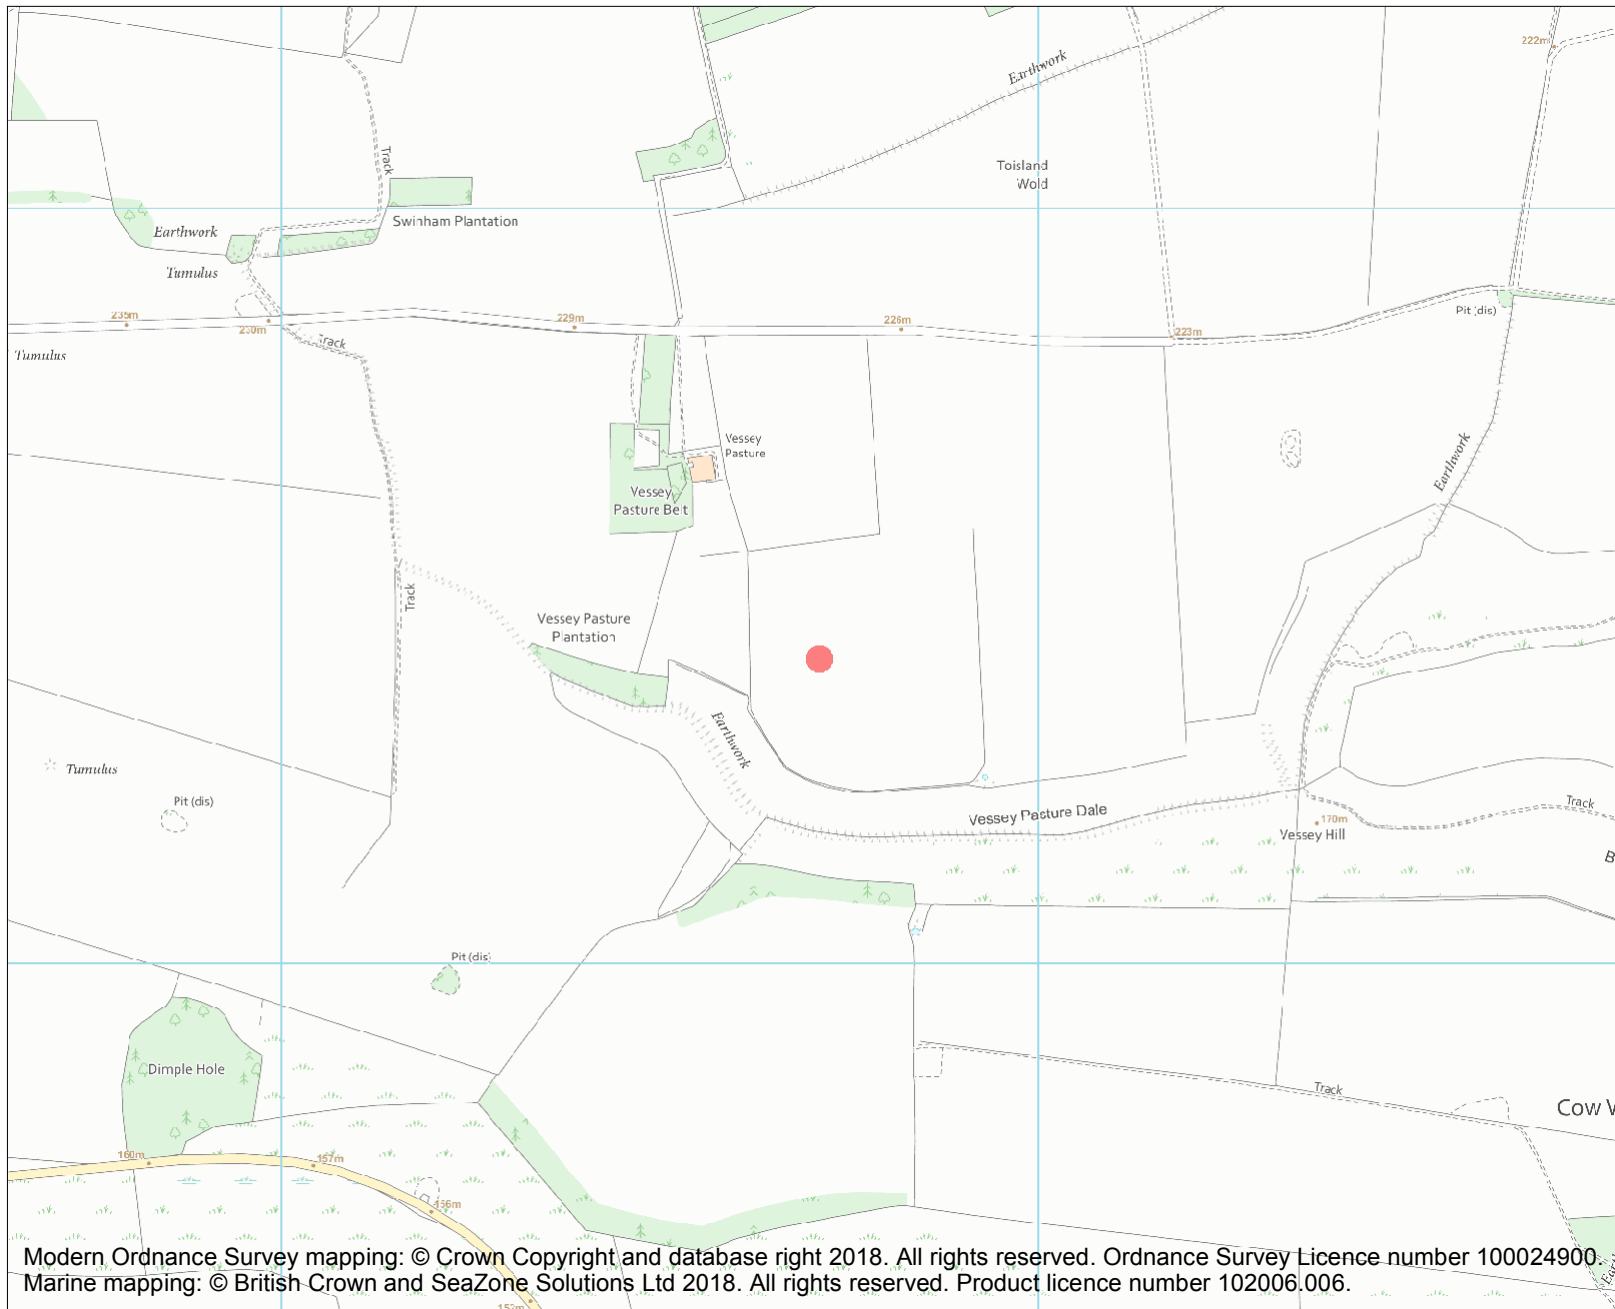 222m
Earthwork
Track
Toisland
Wold
Swinham Plantation
Earthwork
Tumulus
235m
230m
229m
226m
223m
Pit (dis)
Track
Tumulus
Vessey
Pasture
Earthwork
Vessey
Pasture Belt
Track
Vessey Pasture
Plantation
Earthwork
Tumulus
Pit (dis)
Vessey Pasture Dale
Track
170m
Vessey Hill
B
Pit (dis)
Dimple Hole
Track
Cow W
160m
157m
156m
Modern Ordnance Survey mapping: © Crown Copyright and database right 2018. All rights reserved. Ordnance Survey Licence number 100024900.
Marine mapping: © British Crown and SeaZone Solutions Ltd 2018. All rights reserved. Product licence number 102006.006.
152m